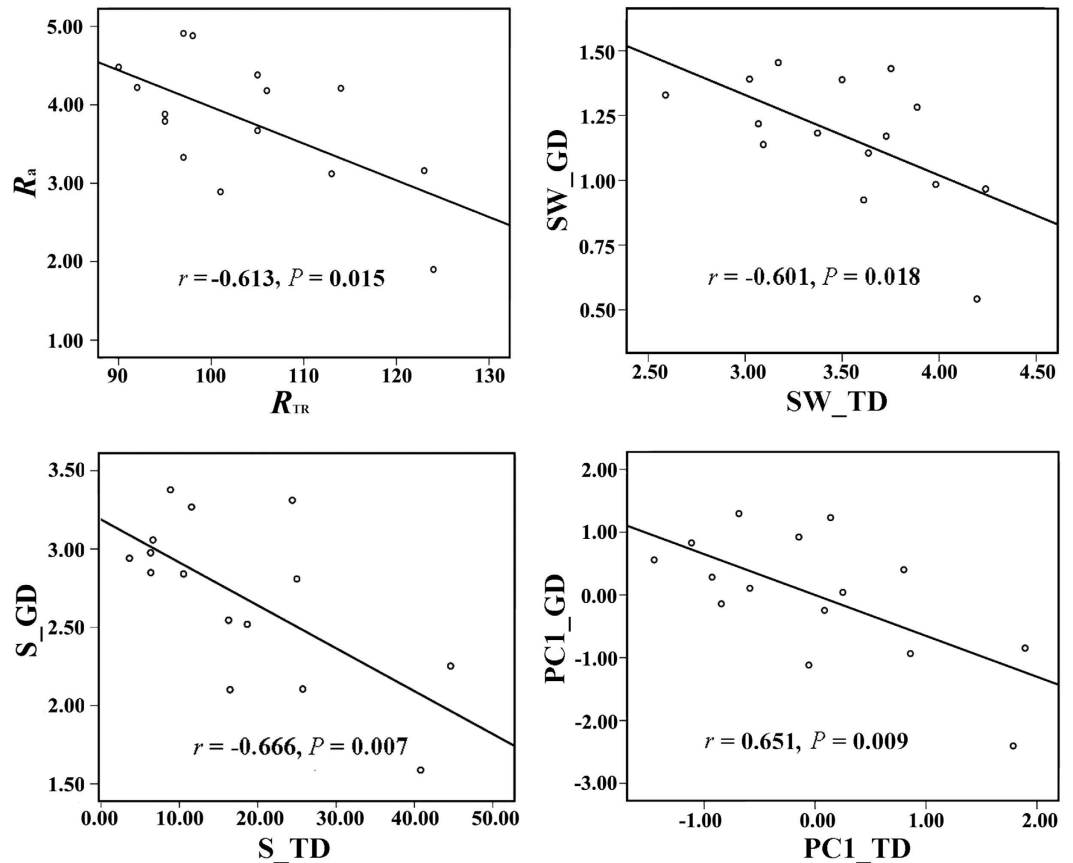 5.00
4.00
3.00
2.00
1.00
Ra
r = -0.613, P = 0.015
90 100 110 120 130
RTR
1.50
1.25
1.00
0.75
0.50
SW_GD
r = -0.601, P = 0.018
2.50 3.00 3.50 4.00 4.50
SW_TD
3.50
3.00
2.50
2.00
1.50
S_GD
r = -0.666, P = 0.007
0.00 10.00 20.00 30.00 40.00 50.00
S_TD
2.00
1.00
0.00
-1.00
-2.00
-3.00
PC1_GD
r = 0.651, P = 0.009
-1.00 0.00 1.00 2.00
PC1_TD